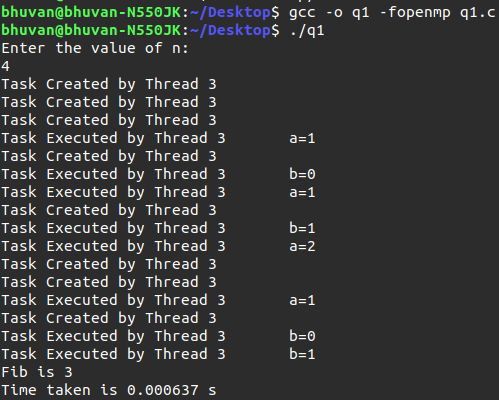 bhuvan@bhuvan-N550JK:~/Desktop$ gcc -o q1 -fopenmp q1.c
bhuvan@bhuvan-N550JK:~/Desktop$ ./q1
Enter the value of n:
4
Task Created by Thread 3
Task Created by Thread 3
Task Created by Thread 3
Task Executed by Thread 3       a=1
Task Created by Thread 3
Task Executed by Thread 3       b=0
Task Executed by Thread 3       a=1
Task Created by Thread 3
Task Executed by Thread 3       b=1
Task Executed by Thread 3       a=2
Task Created by Thread 3
Task Created by Thread 3
Task Executed by Thread 3       a=1
Task Created by Thread 3
Task Executed by Thread 3       b=0
Task Executed by Thread 3       b=1
Fib is 3
Time taken is 0.000637 s